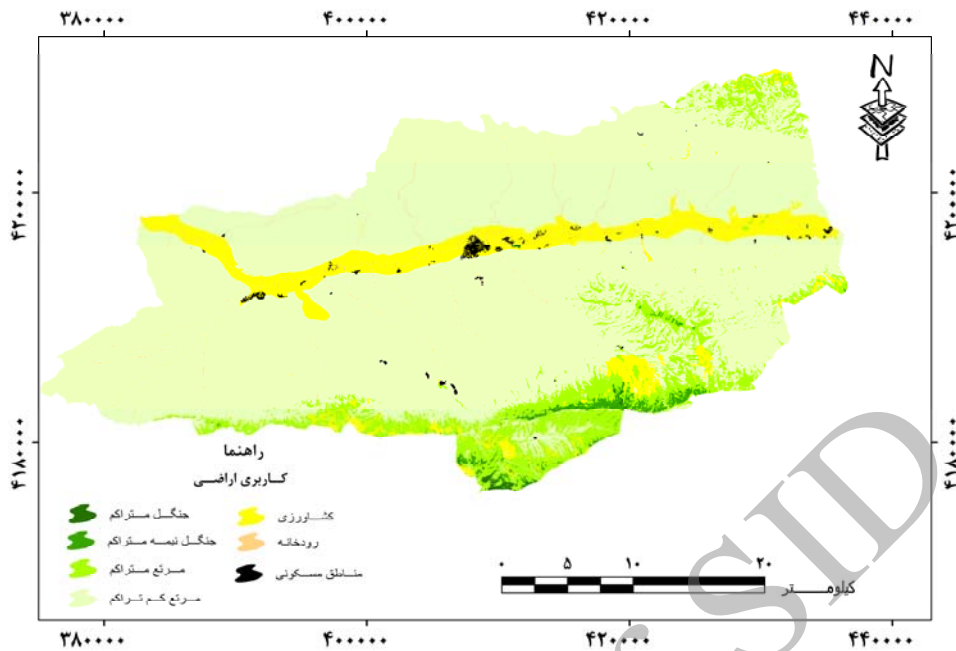 ۳۸۰۰۰۰ ۴۰۰۰۰۰ ۴۲۰۰۰۰ ۴۴۰۰۰۰
N
۴۲۰۰۰۰۰ ۴۲۰۰۰۰۰
۴۱۸۰۰۰۰ ۴۱۸۰۰۰۰
راهنما
کاربری اراضی
جنگل متراکم کشاورزی
جنگل نیمه متراکم رودخانه
مرتع متراکم مناطق مسکونی
مرتع کم تراکم
۰ ۵ ۱۰ ۲۰
کیلومتر
۳۸۰۰۰۰ ۴۰۰۰۰۰ ۴۲۰۰۰۰ ۴۴۰۰۰۰
SID